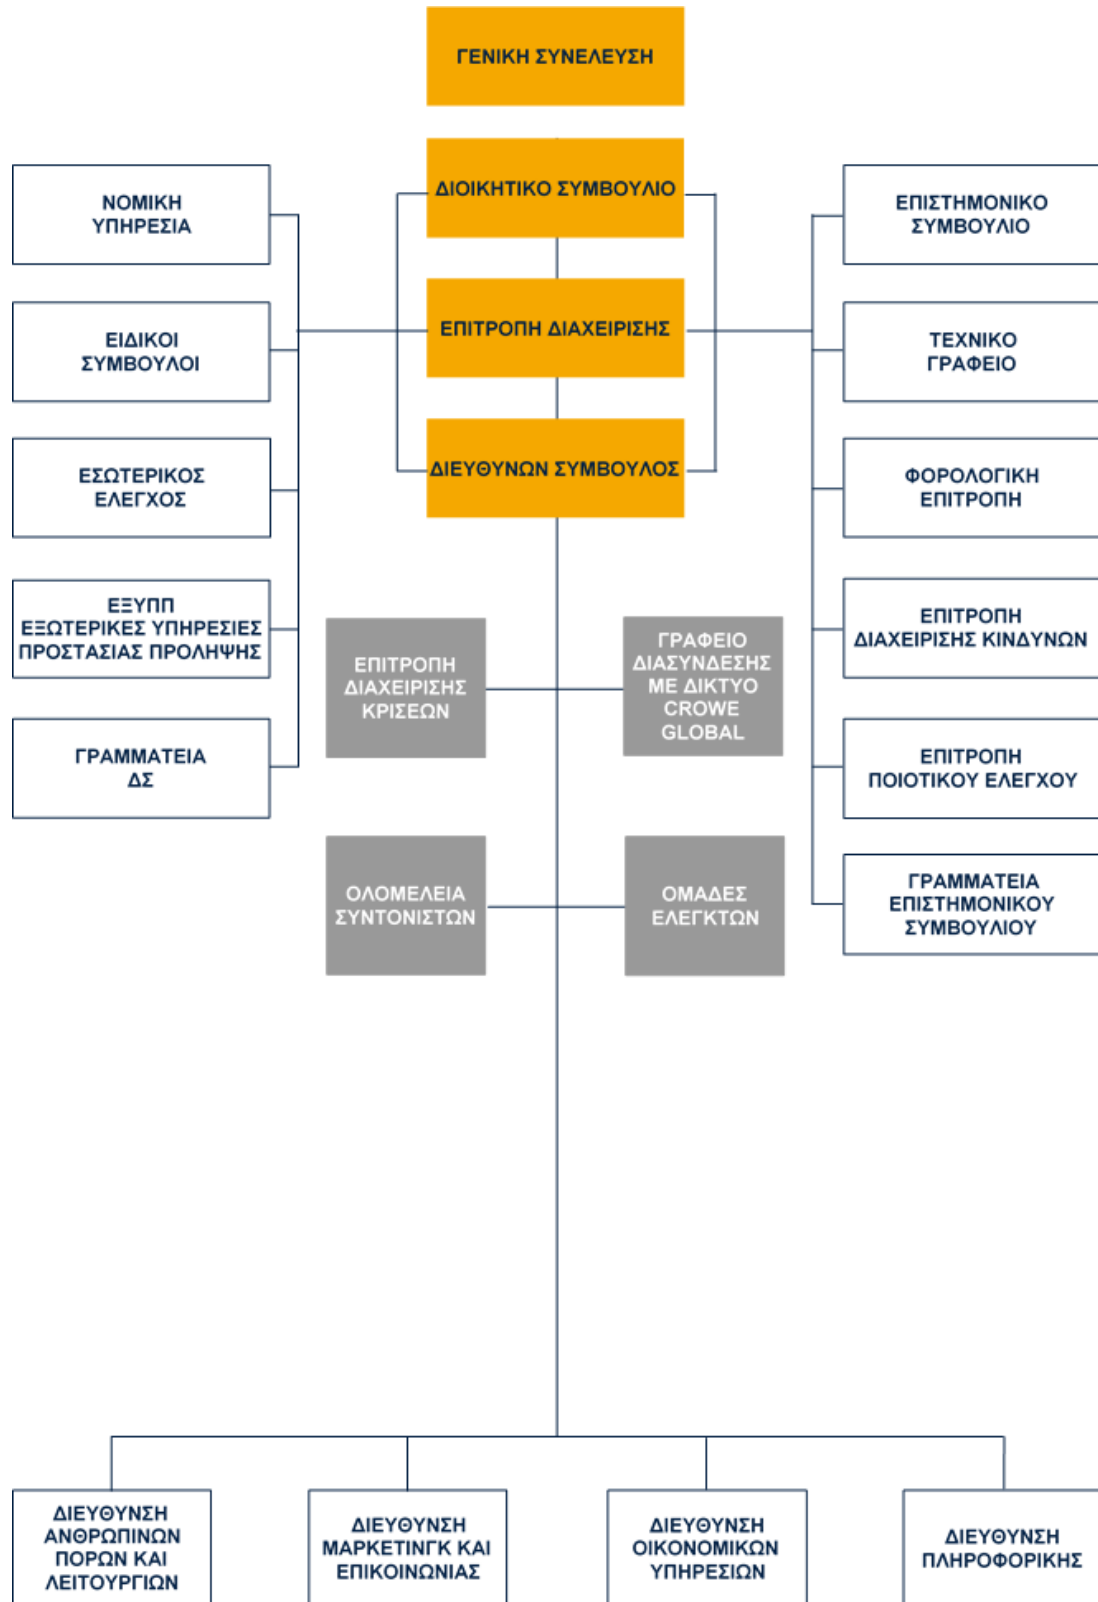 ΓΕΝΙΚΗ ΣΥΝΕΛΕΥΣΗ
ΔΙΟΙΚΗΤΙΚΟ ΣΥΜΒΟΥΛΙΟ
ΕΠΙΤΡΟΠΗ ΔΙΑΧΕΙΡΙΣΗΣ
ΔΙΕΥΘΥΝΩΝ ΣΥΜΒΟΥΛΟΣ
ΝΟΜΙΚΗ
ΥΠΗΡΕΣΙΑ
ΕΙΔΙΚΟΙ
ΣΥΜΒΟΥΛΟΙ
ΕΣΩΤΕΡΙΚΟΣ
ΕΛΕΓΧΟΣ
ΕΞΥΠΠ
ΕΞΩΤΕΡΙΚΕΣ ΥΠΗΡΕΣΙΕΣ
ΠΡΟΣΤΑΣΙΑΣ ΠΡΟΛΗΨΗΣ
ΓΡΑΜΜΑΤΕΙΑ
ΔΣ
ΕΠΙΣΤΗΜΟΝΙΚΟ
ΣΥΜΒΟΥΛΙΟ
ΤΕΧΝΙΚΟ
ΓΡΑΦΕΙΟ
ΦΟΡΟΛΟΓΙΚΗ
ΕΠΙΤΡΟΠΗ
ΕΠΙΤΡΟΠΗ
ΔΙΑΧΕΙΡΙΣΗΣ ΚΙΝΔΥΝΩΝ
ΕΠΙΤΡΟΠΗ
ΠΟΙΟΤΙΚΟΥ ΕΛΕΓΧΟΥ
ΓΡΑΜΜΑΤΕΙΑ
ΕΠΙΣΤΗΜΟΝΙΚΟΥ
ΣΥΜΒΟΥΛΙΟΥ
ΕΠΙΤΡΟΠΗ
ΔΙΑΧΕΙΡΙΣΗΣ
ΚΡΙΣΕΩΝ
ΓΡΑΦΕΙΟ
ΔΙΑΣΥΝΔΕΣΗΣ
ΜΕ ΔΙΚΤΥΟ
CROWE
GLOBAL
ΟΛΟΜΕΛΕΙΑ
ΣΥΝΤΟΝΙΣΤΩΝ
ΟΜΑΔΕΣ
ΕΛΕΓΚΤΩΝ
ΔΙΕΥΘΥΝΣΗ
ΑΝΘΡΩΠΙΝΩΝ
ΠΟΡΩΝ ΚΑΙ
ΛΕΙΤΟΥΡΓΙΩΝ
ΔΙΕΥΘΥΝΣΗ
ΜΑΡΚΕΤΙΝΓΚ ΚΑΙ
ΕΠΙΚΟΙΝΩΝΙΑΣ
ΔΙΕΥΘΥΝΣΗ
ΟΙΚΟΝΟΜΙΚΩΝ
ΥΠΗΡΕΣΙΩΝ
ΔΙΕΥΘΥΝΣΗ
ΠΛΗΡΟΦΟΡΙΚΗΣ